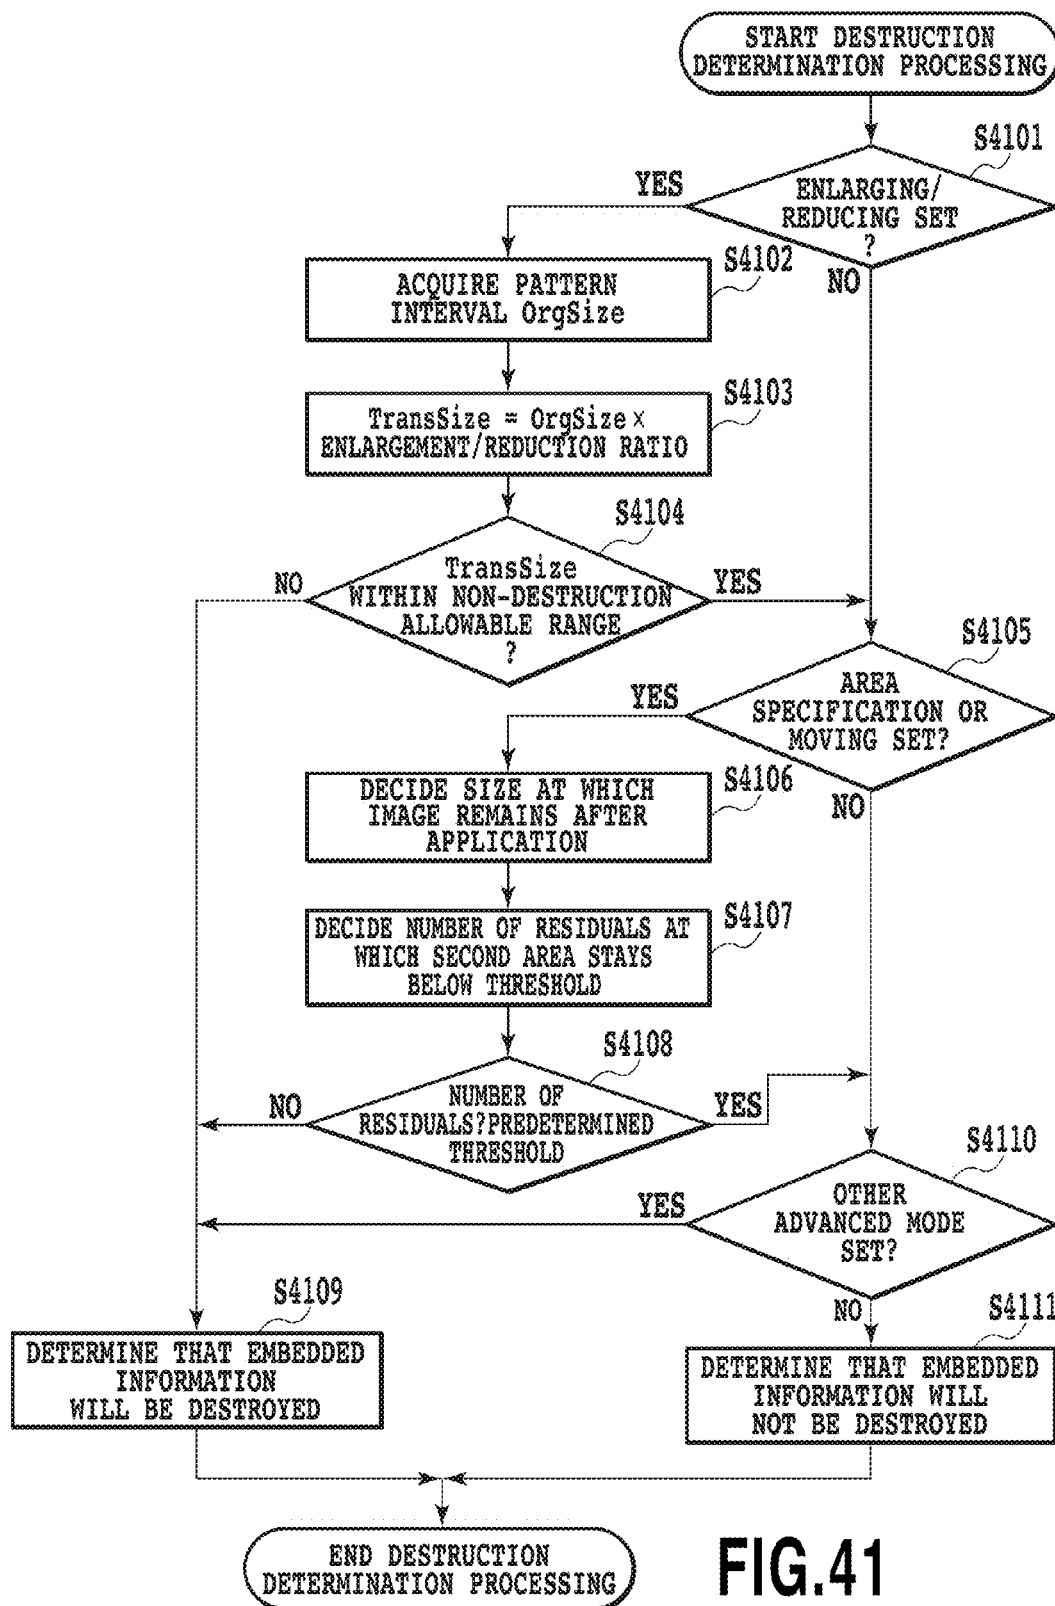 START DESTRUCTION
DETERMINATION PROCESSING
S4101
YES
ENLARGING/
REDUCING SET
?
NO
S4102
ACQUIRE PATTERN
INTERVAL OrgSize
S4103
TransSize = OrgSize ×
ENLARGEMENT/REDUCTION RATIO
S4104
NO
TransSize
WITHIN NON-DESTRUCTION
ALLOWABLE RANGE
?
YES
S4105
YES
AREA
SPECIFICATION OR
MOVING SET?
NO
S4106
DECIDE SIZE AT WHICH
IMAGE REMAINS AFTER
APPLICATION
S4107
DECIDE NUMBER OF RESIDUALS AT
WHICH SECOND AREA STAYS
BELOW THRESHOLD
S4108
NO
NUMBER OF
RESIDUALS?PREDETERMINED
THRESHOLD
YES
S4110
YES
OTHER
ADVANCED MODE
SET?
NO
S4109
DETERMINE THAT EMBEDDED
INFORMATION
WILL BE DESTROYED
S4111
DETERMINE THAT EMBEDDED
INFORMATION WILL
NOT BE DESTROYED
END DESTRUCTION
DETERMINATION PROCESSING
FIG.41